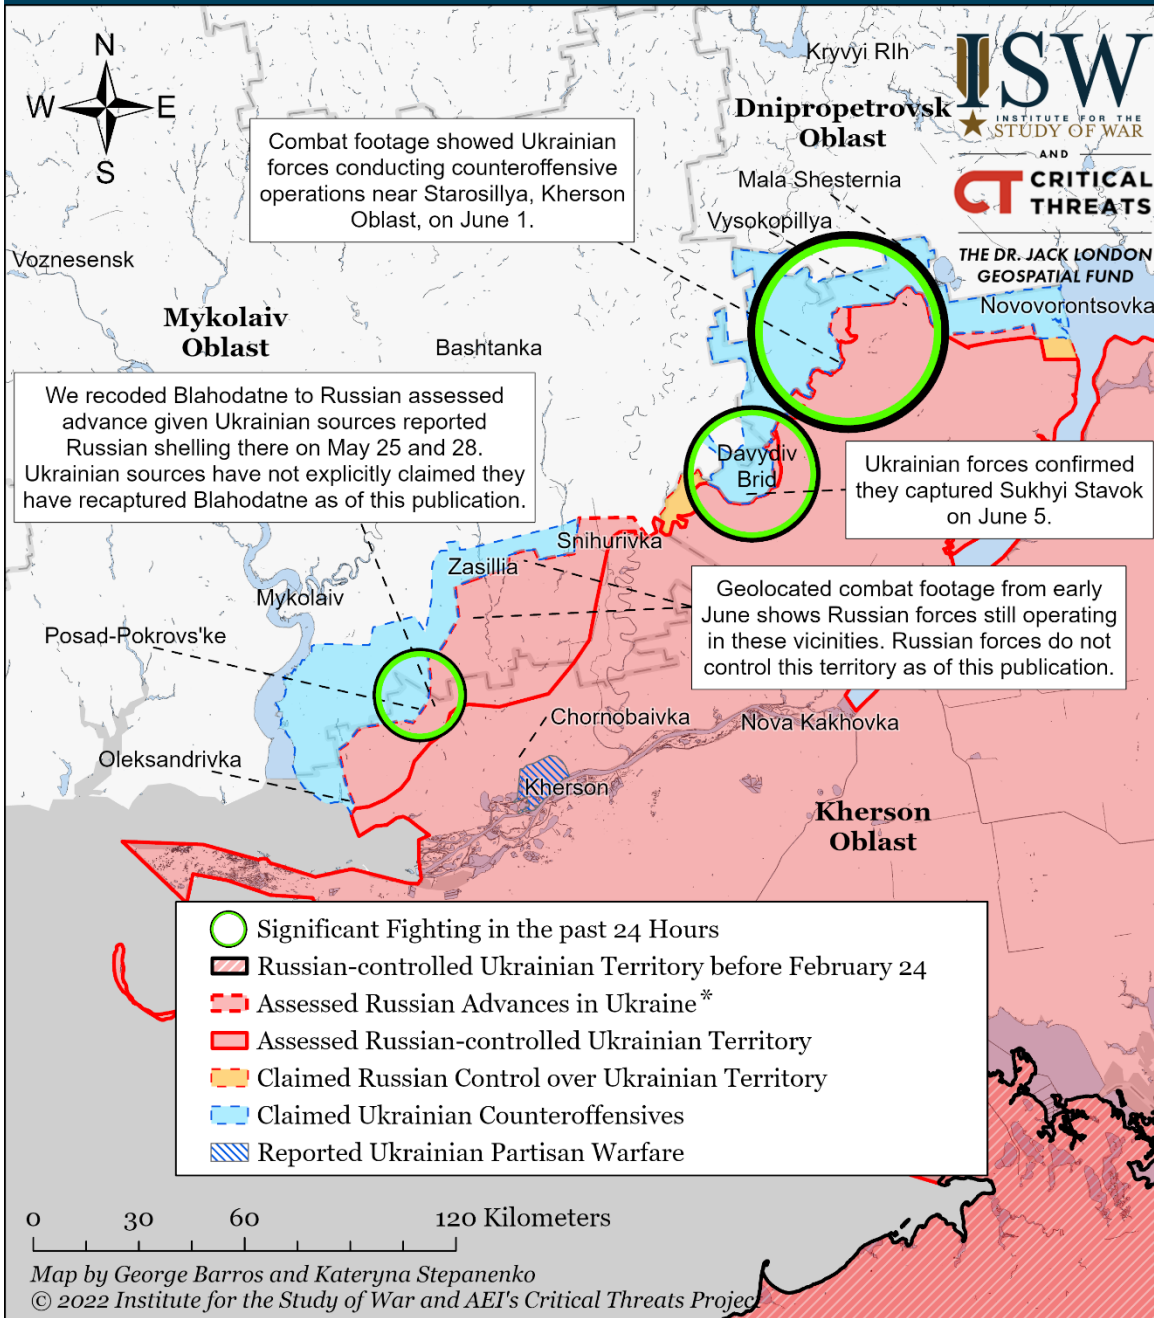 N
W
E
S
Kryvyi RIh
ISW
INSTITUTE FOR THE
STUDY OF WAR
AND
CT CRITICAL
THREATS
THE DR. JACK LONDON
GEOSPATIAL FUND
Dnipropetrovsk
Oblast
Combat footage showed Ukrainian
forces conducting counteroffensive
operations near Starosillya, Kherson
Oblast, on June 1.
Mala Shesternia
Vysokopillya
Voznesensk
Novovorontsovka
Mykolaiv
Oblast
Bashtanka
We recoded Blahodatne to Russian assessed
advance given Ukrainian sources reported
Russian shelling there on May 25 and 28.
Ukrainian sources have not explicitly claimed they
have recaptured Blahodatne as of this publication.
Davydiv
Brid
Ukrainian forces confirmed
they captured Sukhyi Stavok
on June 5.
Snihurivka
Zasillia
Mykolaiv
Geolocated combat footage from early
June shows Russian forces still operating
in these vicinities. Russian forces do not
control this territory as of this publication.
Posad-Pokrovs'ke
Chornobaivka
Nova Kakhovka
Oleksandrivka
Kherson
Kherson
Oblast
Significant Fighting in the past 24 Hours
Russian-controlled Ukrainian Territory before February 24
Assessed Russian Advances in Ukraine*
Assessed Russian-controlled Ukrainian Territory
Claimed Russian Control over Ukrainian Territory
Claimed Ukrainian Counteroffensives
Reported Ukrainian Partisan Warfare
0 30 60 120 Kilometers
Map by George Barros and Kateryna Stepanenko
© 2022 Institute for the Study of War and AEI's Critical Threats Project